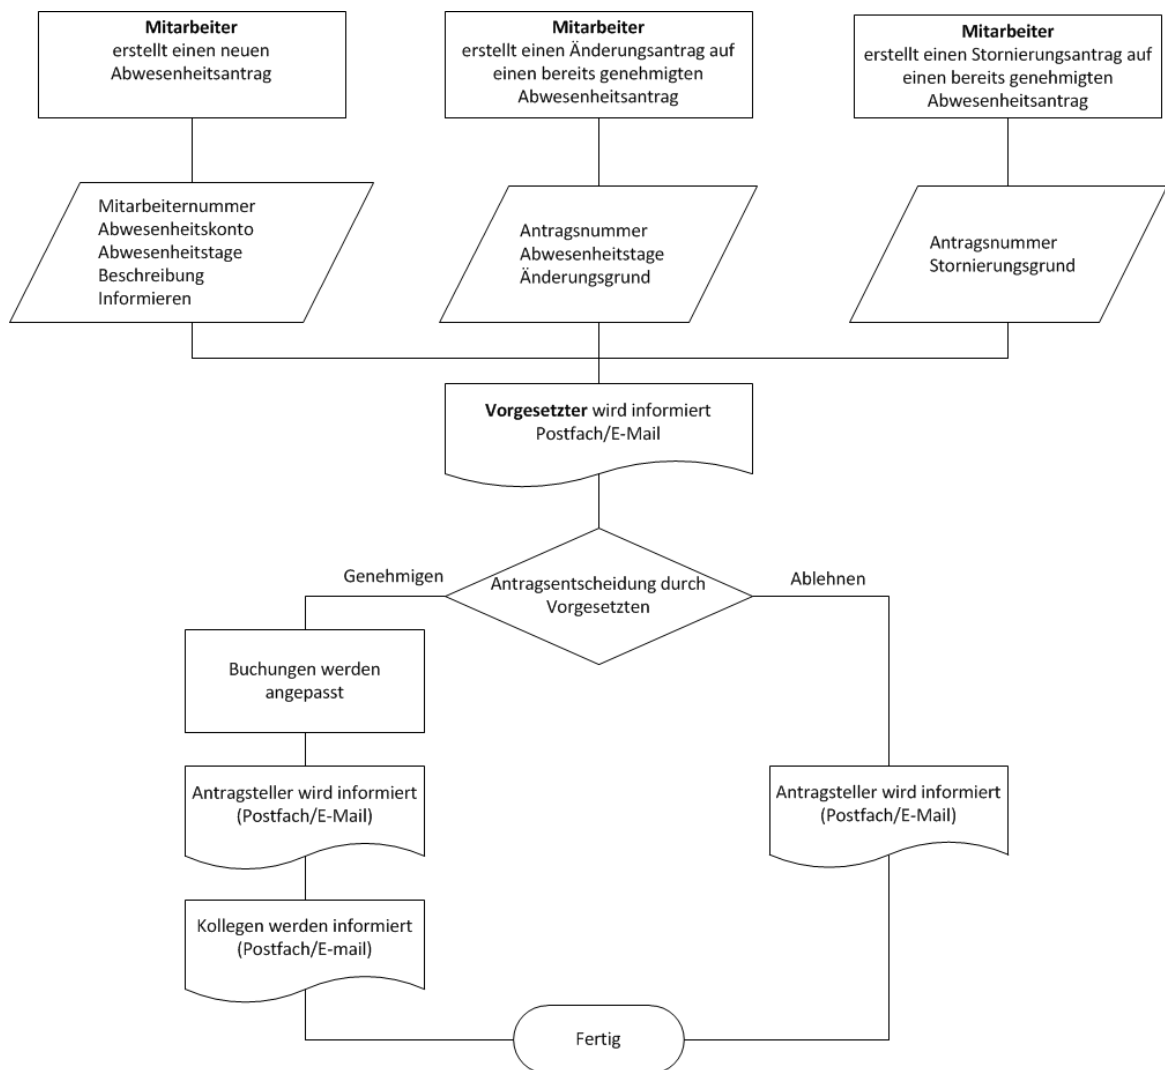 Mitarbeiter
erstellt einen neuen
Abwesenheitsantrag
Mitarbeiter
erstellt einen Änderungsantrag auf
einen bereits genehmigten
Abwesenheitsantrag
Mitarbeiter
erstellt einen Stornierungsantrag auf
einen bereits genehmigten
Abwesenheitsantrag
Mitarbeiternummer
Abwesenheitskonto
Abwesenheitstage
Beschreibung
Informieren
Antragsnummer
Abwesenheitstage
Änderungsgrund
Antragsnummer
Stornierungsgrund
Vorgesetzter wird informiert
Postfach/E-Mail
Genehmigen
Antragsentscheidung durch
Vorgesetzten
Ablehnen
Buchungen werden
angepasst
Antragsteller wird informiert
(Postfach/E-Mail)
Antragsteller wird informiert
(Postfach/E-Mail)
Kollegen werden informiert
(Postfach/E-mail)
Fertig